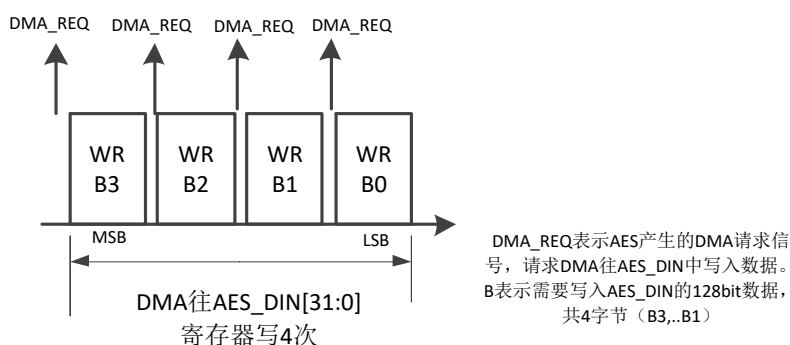 DMA_REQ DMA_REQ DMA_REQ DMA_REQ
WR WR WR WR
B3 B2 B1 B0
MSB LSB
DMA往AES_DIN[31:0]
寄存器写4次
DMA_REQ表示AES产生的DMA请求信
号，请求DMA往AES_DIN中写入数据。
B表示需要写入AES_DIN的128bit数据，
共4字节（B3,..B1）